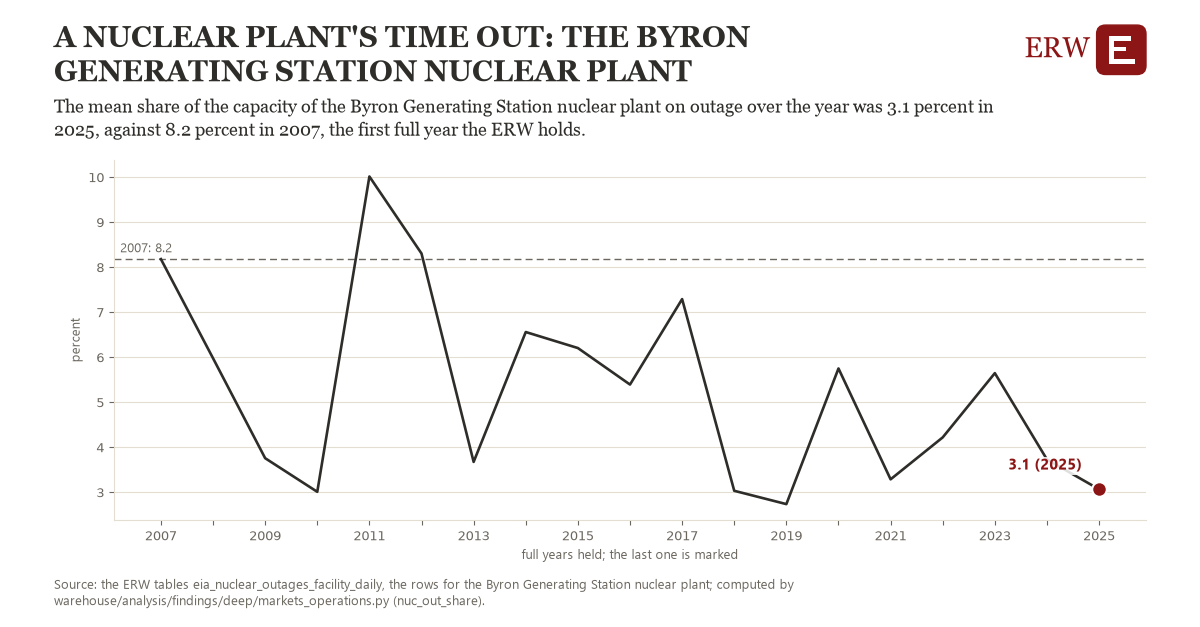 A NUCLEAR PLANT'S TIME OUT: THE BYRON
GENERATING STATION NUCLEAR PLANT
ERW E
The mean share of the capacity of the Byron Generating Station nuclear plant on outage over the year was 3.1 percent in
2025, against 8.2 percent in 2007, the first full year the ERW holds.
10
9
8
7
6
5
4
3
percent
2007: 8.2
3.1 (2025)
2007 2009 2011 2013 2015 2017 2019 2021 2023 2025
full years held; the last one is marked
Source: the ERW tables eia_nuclear_outages_facility_daily, the rows for the Byron Generating Station nuclear plant; computed by
warehouse/analysis/findings/deep/markets_operations.py (nuc_out_share).